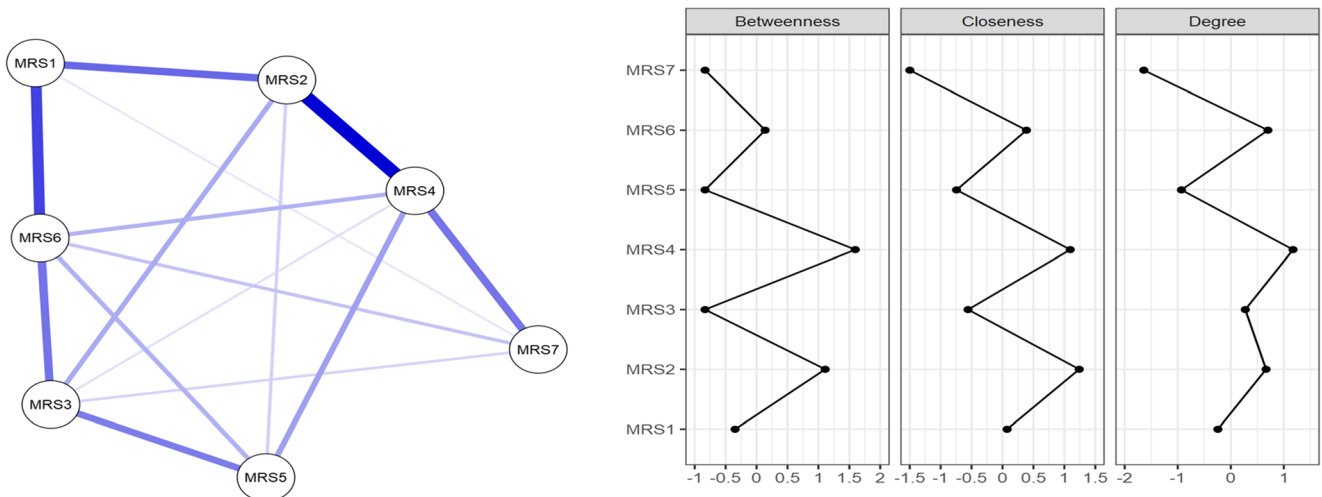 MRS1
MRS2
MRS4
MRS6
MRS7
MRS3
MRS5
Betweenness Closeness Degree
MRS7
MRS6
MRS5
MRS4
MRS3
MRS2
MRS1
-1 -0.5 0 0.5 1 1.5 2 -1.5 -1 -0.5 0 0.5 1 1.5 -2 -1 0 1